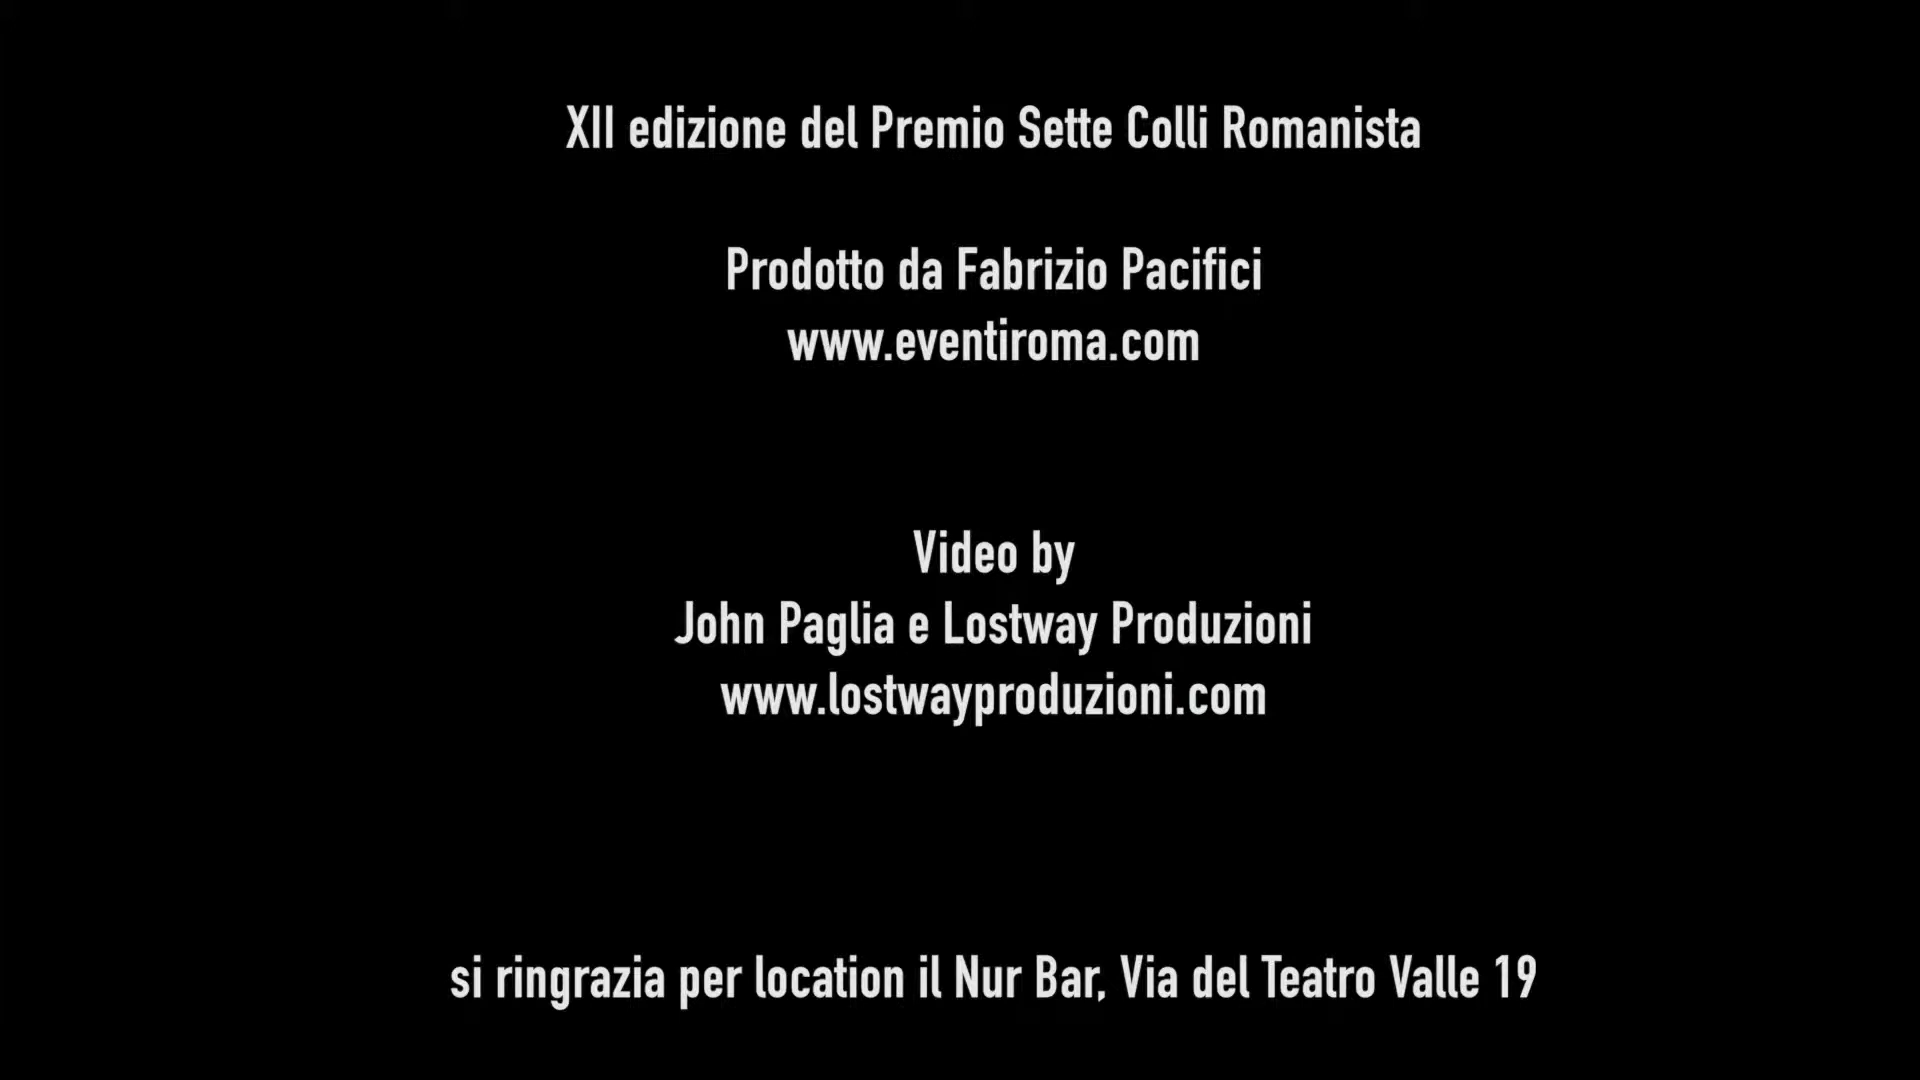 XII edizione del Premio Sette Colli Romanista
Prodotto da Fabrizio Pacifici
www.eventiroma.com
Video by
John Paglia e Lostway Produzioni
www.lostwayproduzioni.com
si ringrazia per location il Nur Bar, Via del Teatro Valle 19